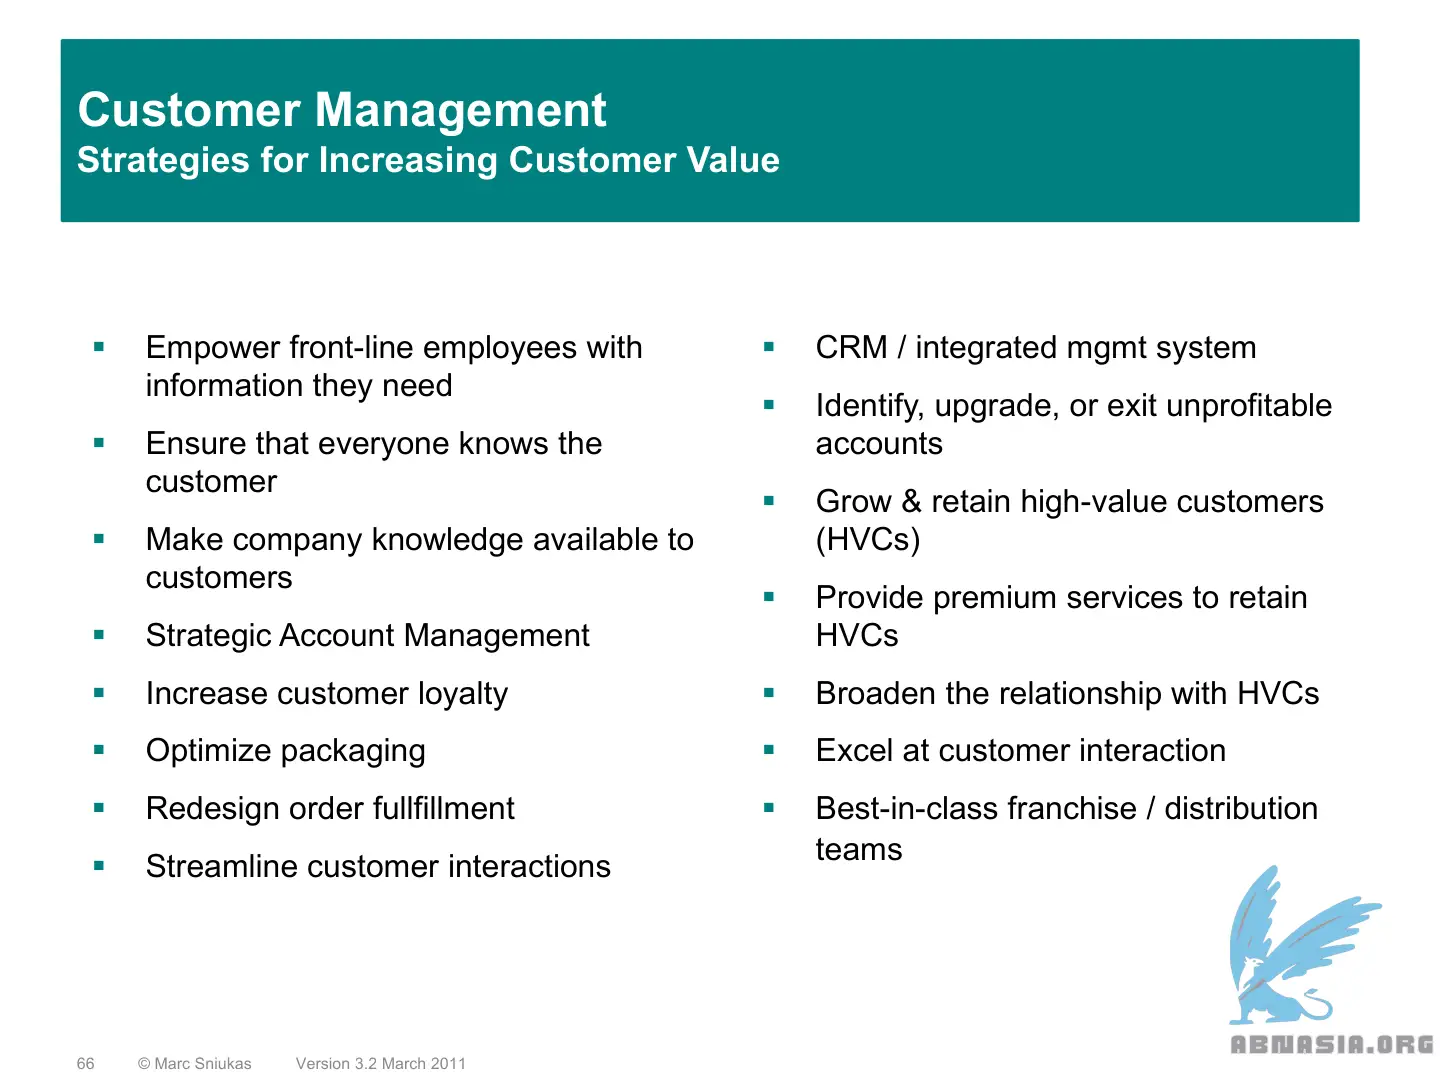 Customer Management
Strategies for Increasing Customer Value
▪ Empower front-line employees with
information they need
▪ Ensure that everyone knows the
customer
▪ Make company knowledge available to
customers
▪ Strategic Account Management
▪ Increase customer loyalty
▪ Optimize packaging
▪ Redesign order fullfillment
▪ Streamline customer interactions
▪ CRM / integrated mgmt system
▪ Identify, upgrade, or exit unprofitable
accounts
▪ Grow & retain high-value customers
(HVCs)
▪ Provide premium services to retain
HVCs
▪ Broaden the relationship with HVCs
▪ Excel at customer interaction
▪ Best-in-class franchise / distribution
teams
66 © Marc Sniukas Version 3.2 March 2011
ABNASIA.ORG